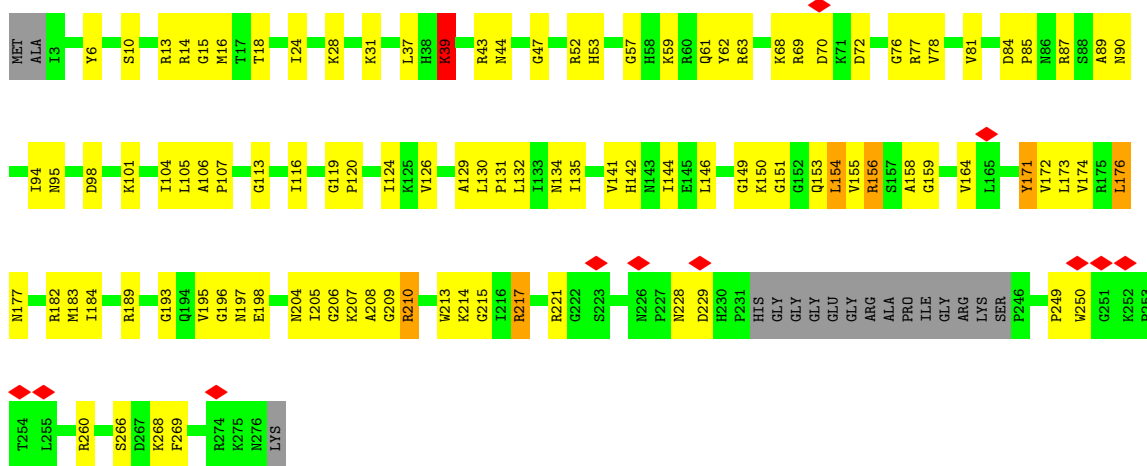 MET ALA I3 Y6 S10 R13 R14 G15 M16 T17 T18 I24 K28 K31 L37 H38 K39 R43 N44 G47 R52 H53 G57 H58 K59 R60 Q61 Y62 R63 K68 R69 D70 K71 D72 G76 R77 V78 V81 D84 P85 N86 R87 S88 A89 N90
I94 N95 D98 K101 I104 L105 A106 P107 G113 I116 G119 P120 I124 K125 V126 A129 L130 P131 L132 I133 N134 I135 V141 H142 N143 I144 E145 L146 G149 K150 G151 G152 Q153 L154 V155 R156 S157 A158 G159 V164 L165 Y171 V172 L173 V174 R175 L176
N177 R182 M183 I184 R189 G193 Q194 V195 G196 N197 E198 N204 I205 G206 K207 A208 G209 R210 W213 K214 G215 I216 R217 R221 G222 S223 N226 P227 N228 D229 H230 P231 HIS GLY GLY GLY GLU GLY ARG ALA PRO ILE GLY ARG LYS SER P246 P249 W250 G251 K252 P253
T254 L255 R260 S266 D267 K268 F269 R274 K275 N276 LYS